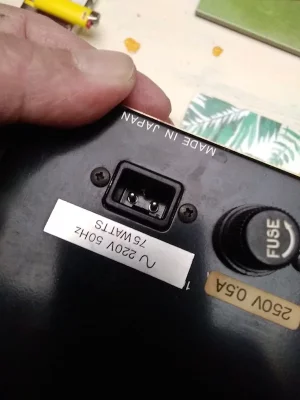 MADE IN JAPAN
∿ 220V 50Hz
75WATTS
FUSE
250V 0.5A